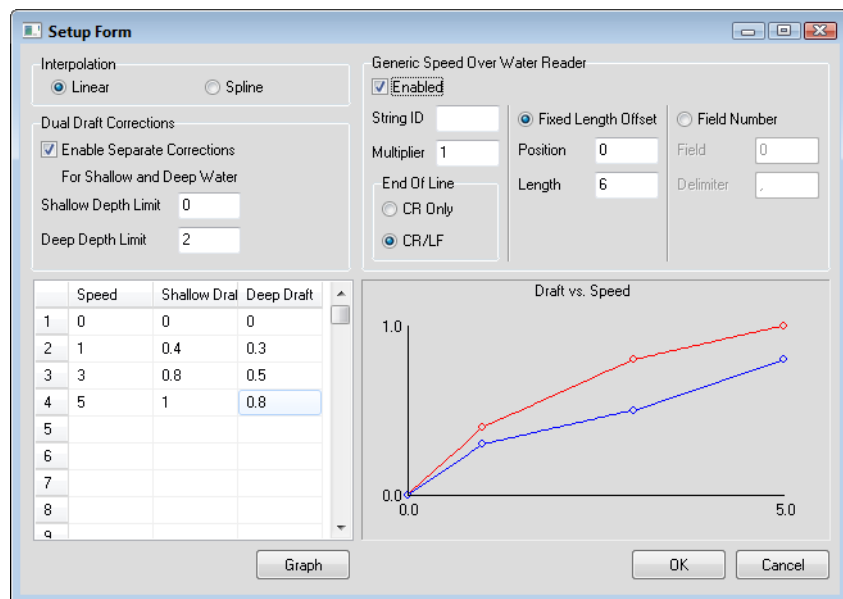 Setup Form
Interpolation
Linear
Spline
Dual Draft Corrections
Enable Separate Corrections
For Shallow and Deep Water
Shallow Depth Limit 0
Deep Depth Limit 2
Generic Speed Over Water Reader
Enabled
String ID
Multiplier 1
End Of Line
CR Only
CR/LF
Fixed Length Offset
Position 0
Length 6
Field Number
Field 0
Delimiter ,
Speed Shallow Draf Deep Draft
1 0 0 0
2 1 0.4 0.3
3 3 0.8 0.5
4 5 1 0.8
5
6
7
8
9
Draft vs. Speed
1.0
0.0
0.0 5.0
Graph
OK
Cancel